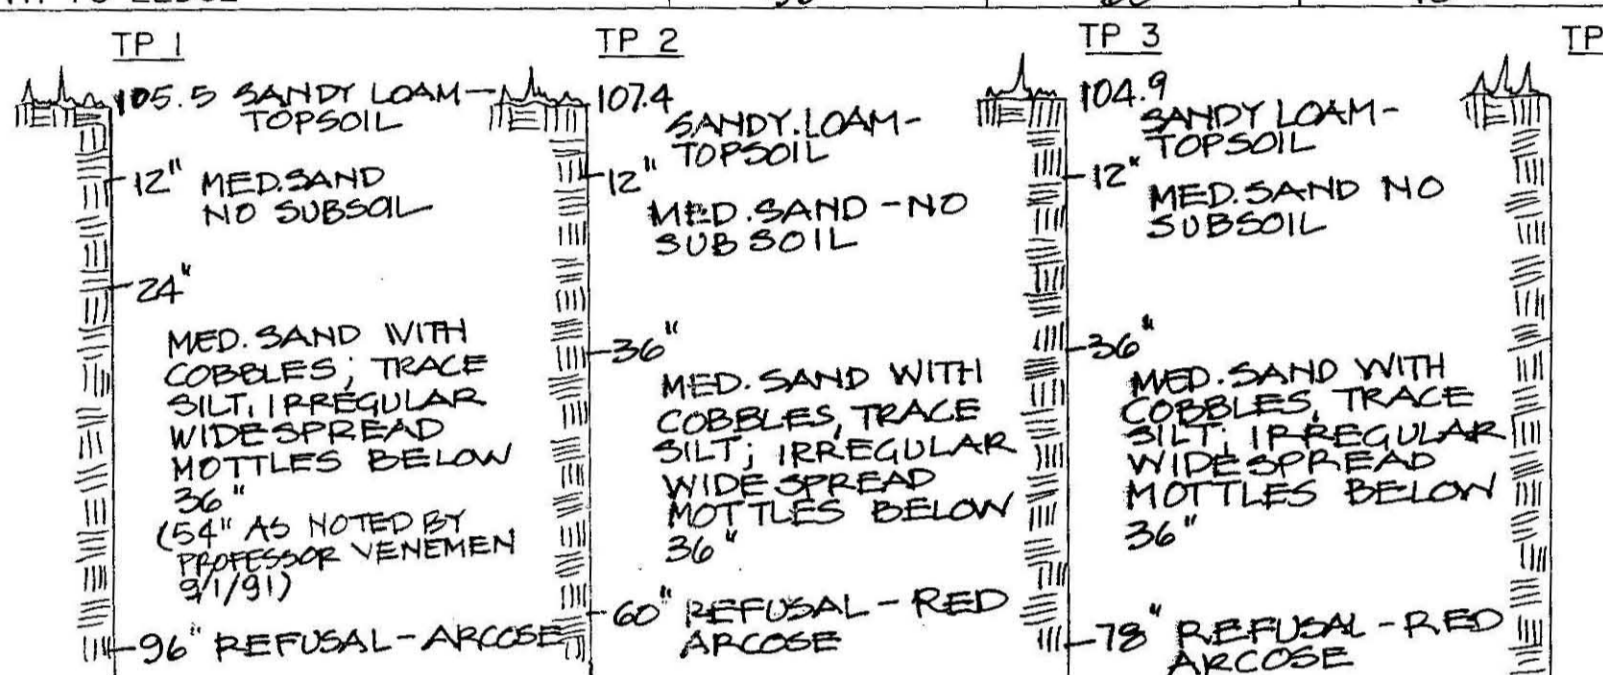 TP 1
105.5 SANDY LOAM-
TOPSOIL
12" MED. SAND
NO SUBSOIL
24"
MED. SAND WITH
COBBLES; TRACE
SILT, IRREGULAR
WIDESPREAD
MOTTLES BELOW
36"
(54" AS NOTED BY
PROFESSOR VENEMEN
9/1/91)
96" REFUSAL - ARCOSE
TP 2
107.4
SANDY LOAM-
TOPSOIL
12"
MED. SAND - NO
SUBSOIL
36"
MED. SAND WITH
COBBLES, TRACE
SILT; IRREGULAR
WIDESPREAD
MOTTLES BELOW
36"
60" REFUSAL - RED
ARCOSE
TP 3
104.9
SANDY LOAM-
TOPSOIL
12"
MED. SAND NO
SUBSOIL
36"
MED. SAND WITH
COBBLES, TRACE
SILT; IRREGULAR
WIDESPREAD
MOTTLES BELOW
36"
78" REFUSAL - RED
ARCOSE
TP